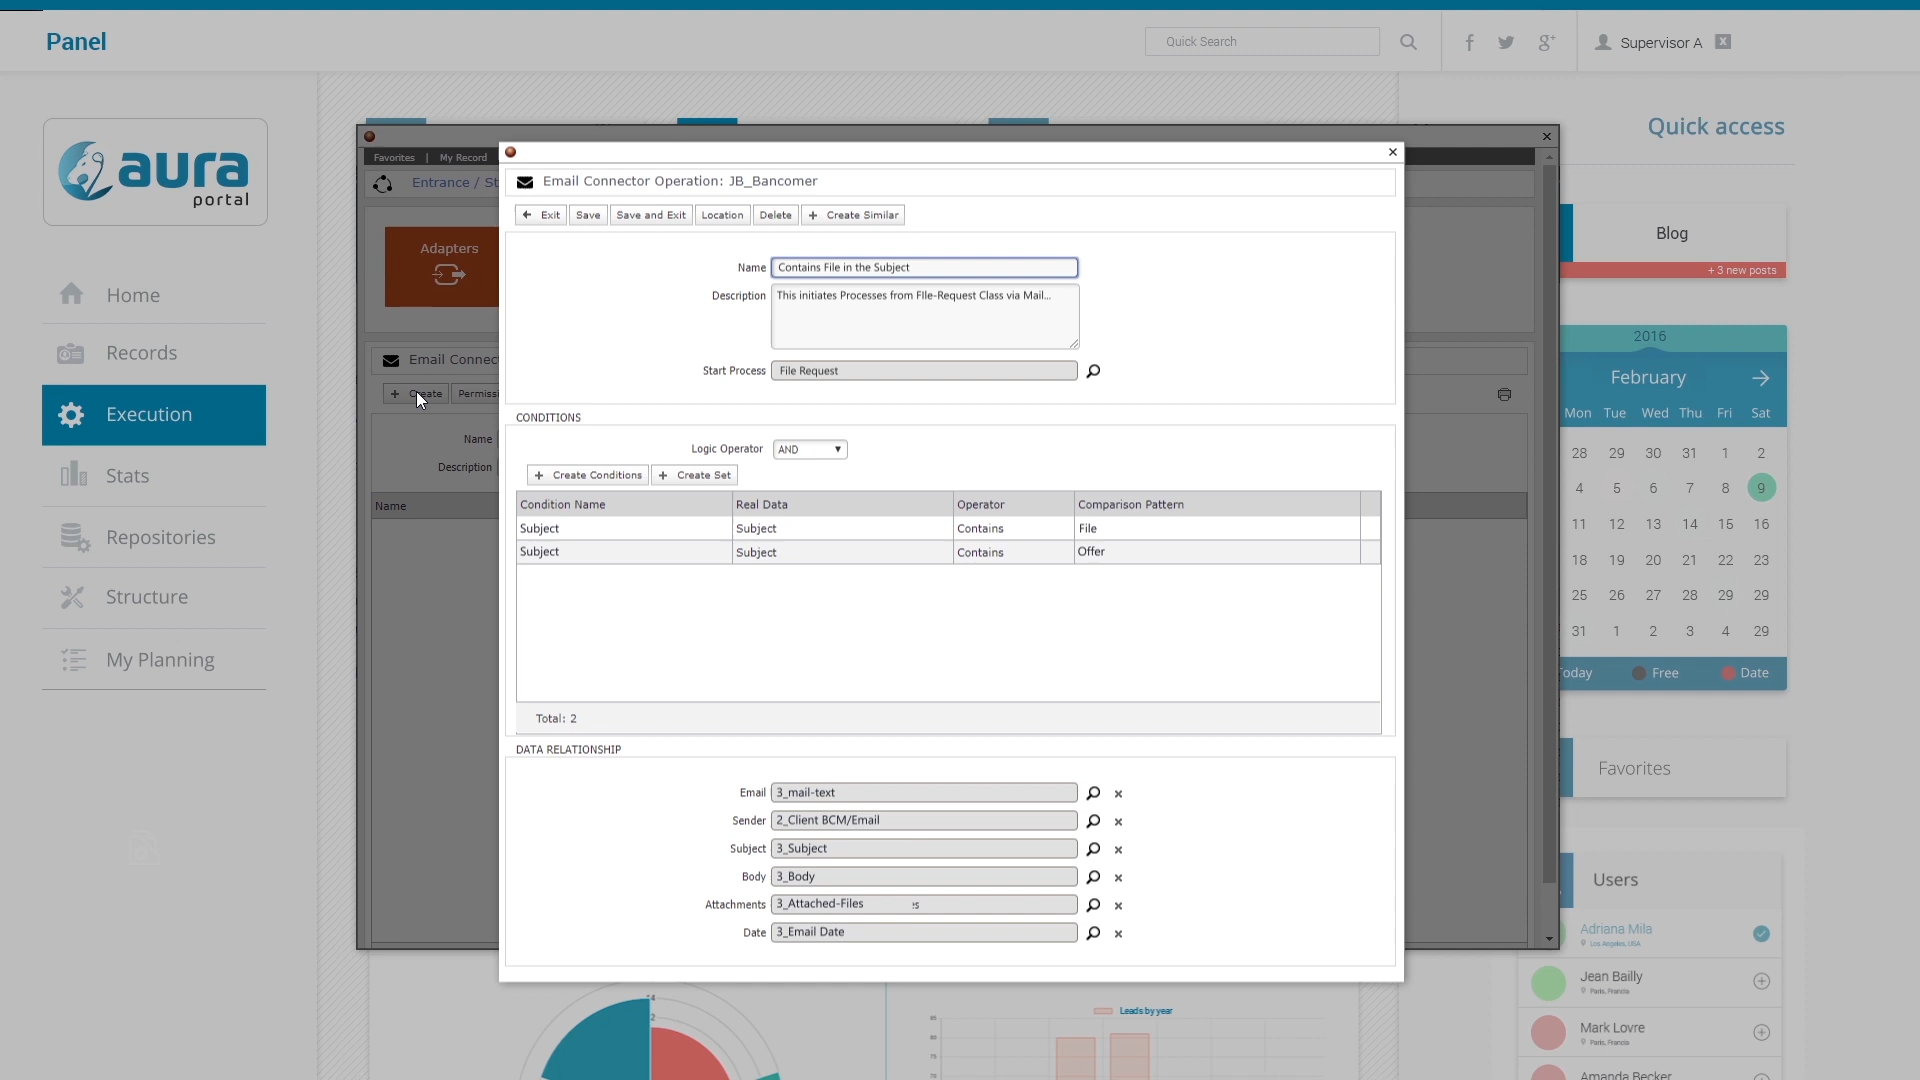 Panel
Quick Search
Supervisor A
aura
portal
Home
Records
Execution
Stats
Repositories
Structure
My Planning
Favorites | My Record
Entrance / St
Adapters
Email Connec
+ Create Permissi
Name
Description
Name
Email Connector Operation: JB_Bancomer
Exit Save Save and Exit Location Delete + Create Similar
Name Contains File in the Subject
Description This initiates Processes from FIle-Request Class via Mail...
Start Process File Request
CONDITIONS
Logic Operator AND
+ Create Conditions + Create Set
Condition Name Real Data Operator Comparison Pattern
Subject Subject Contains File
Subject Subject Contains Offer
Total: 2
DATA RELATIONSHIP
Email 3_mail-text
Sender 2_Client BCM/Email
Subject 3_Subject
Body 3_Body
Attachments 3_Attached-Files
Date 3_Email Date
Leads by year
Quick access
Blog
+ 3 new posts
2016
February
Mon Tue Wed Thu Fri Sat
28 29 30 31 1 2
4 5 6 7 8 9
11 12 13 14 15 16
18 19 20 21 22 23
25 26 27 28 29 29
31 1 2 3 4 29
oday Free Date
Favorites
Users
Adriana Mila
Los Angeles, USA
Jean Bailly
Paris, Francia
Mark Lovre
Paris, Francia
Amanda Becker